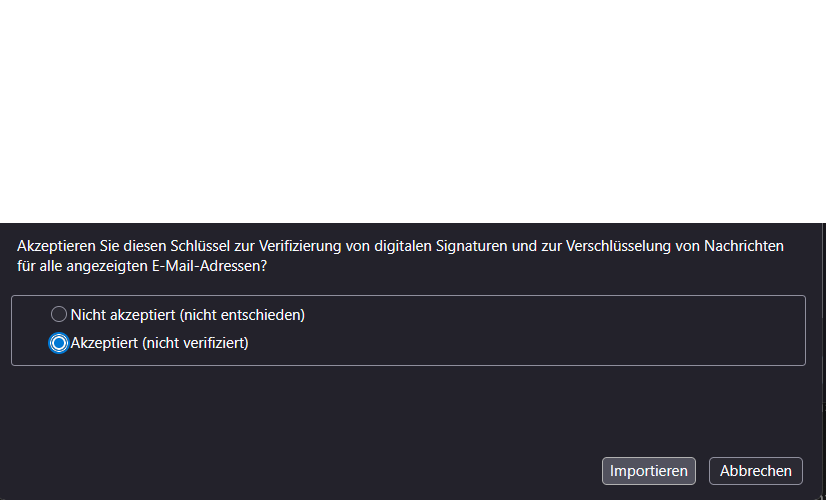 Akzeptieren Sie diesen Schlüssel zur Verifizierung von digitalen Signaturen und zur Verschlüsselung von Nachrichten
für alle angezeigten E-Mail-Adressen?
Nicht akzeptiert (nicht entschieden)
Akzeptiert (nicht verifiziert)
Importieren Abbrechen